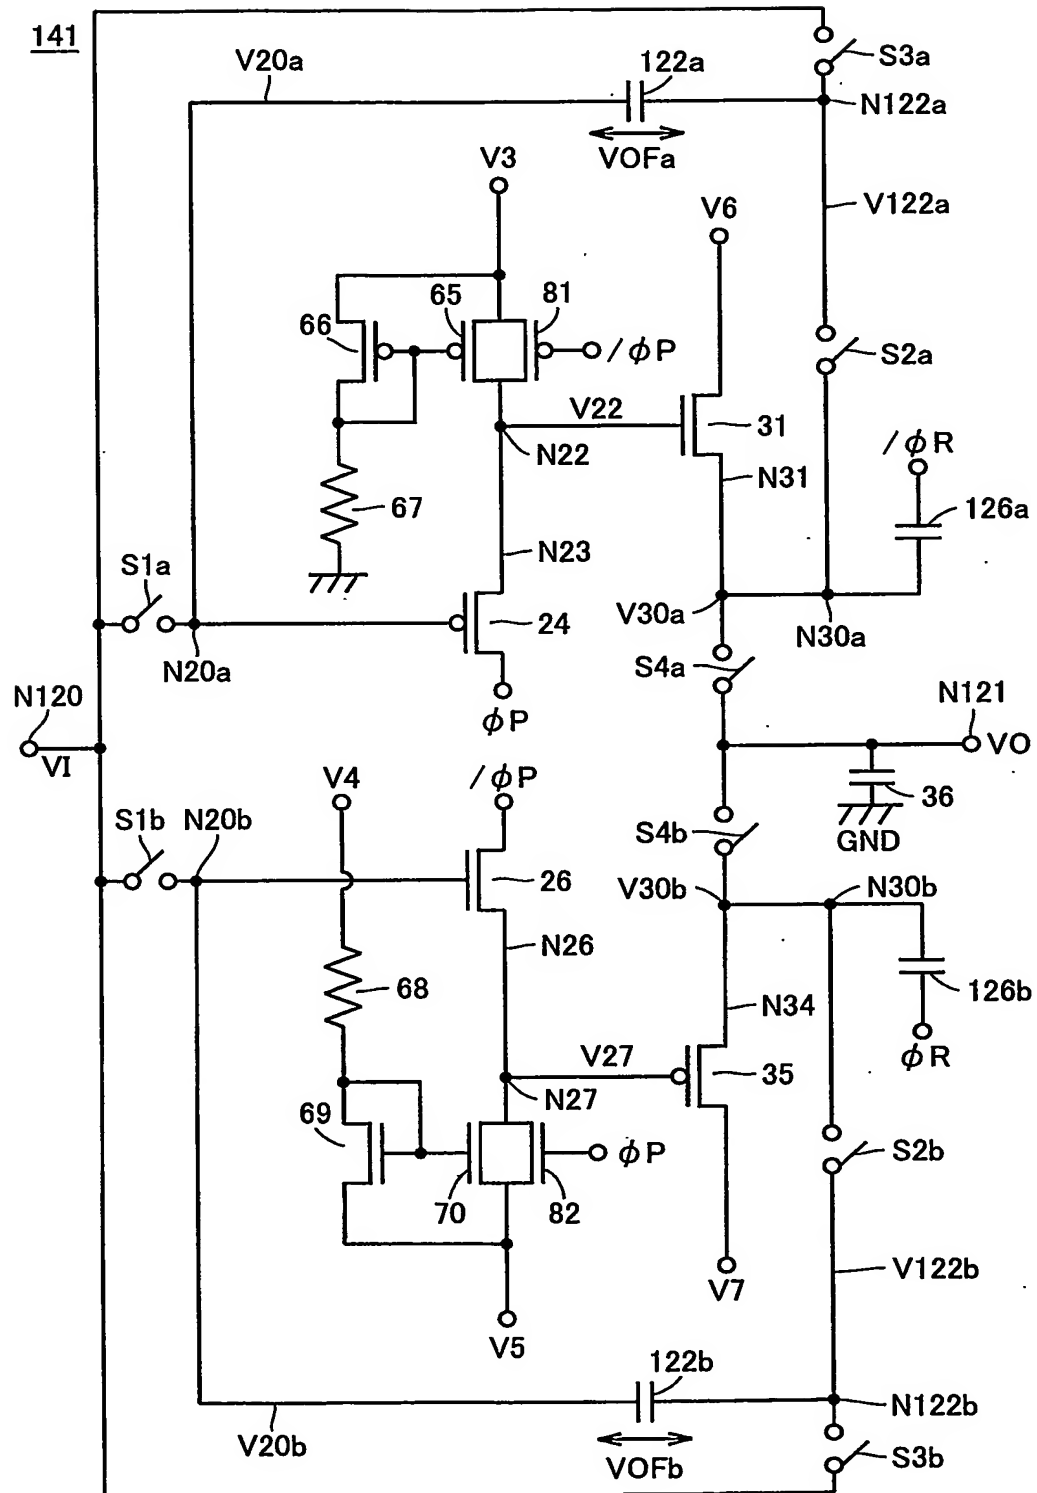 141
S3a
V20a
122a
N122a
VOFa
V3
V122a
V6
65
81
66
/φP
S2a
V22
31
N22
/φR
N31
67
126a
S1a
N23
24
V30a
N30a
N20a
S4a
N120
φP
N121
VI
VO
V4
/φP
36
S1b
N20b
S4b
GND
26
V30b
N30b
N26
68
126b
N34
V27
φR
35
N27
69
φP
S2b
70
82
V122b
V7
V5
122b
N122b
V20b
VOFb
S3b